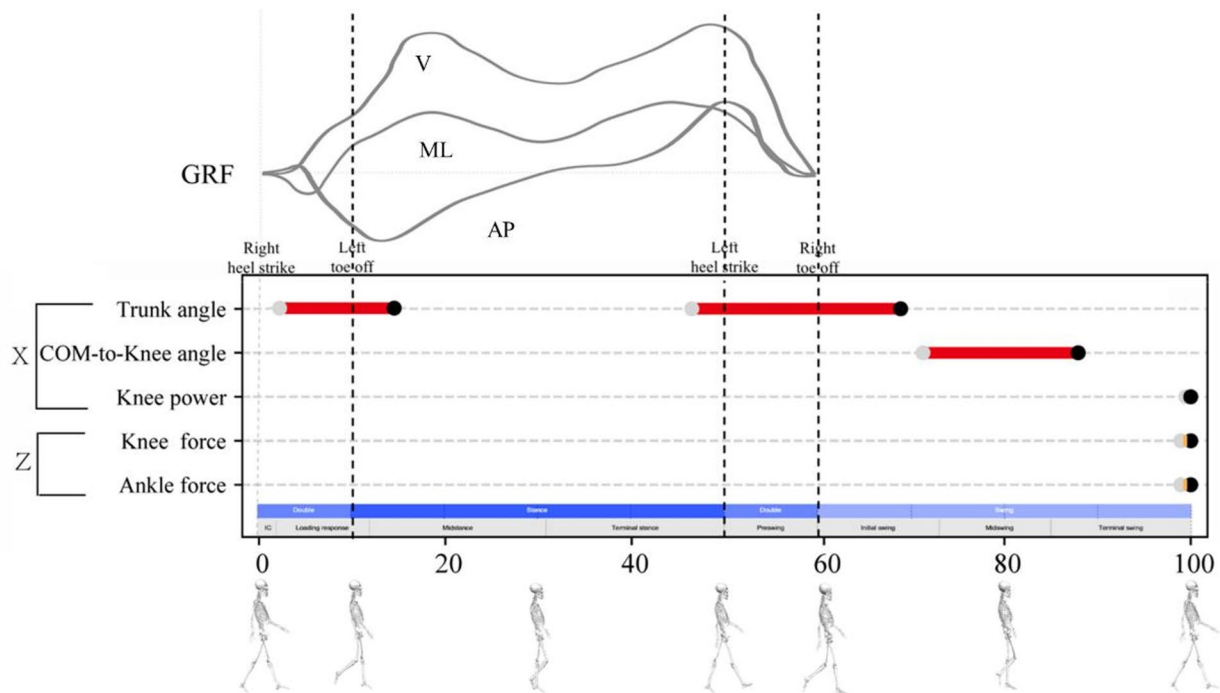 V
ML
GRF
AP
Right
heel strike
Left
toe off
Left
heel strike
Right
toe off
X
Trunk angle
COM-to-Knee angle
Knee power
Z
Knee force
Ankle force
Double
Stance
Double
Swing
IC
Loading response
Midstance
Terminal stance
Preswing
Initial swing
Midswing
Terminal swing
0
20
40
60
80
100